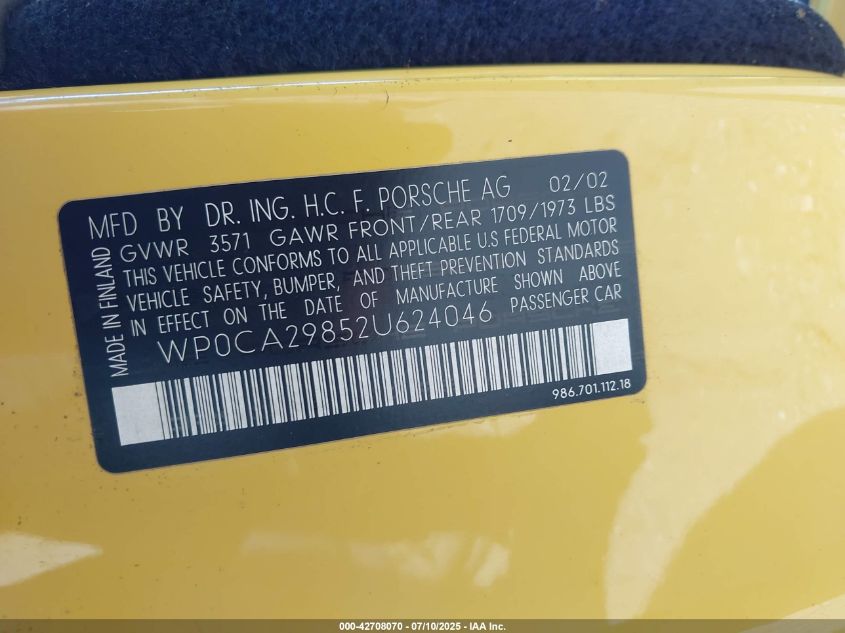 MFD BY DR. ING. H.C. F. PORSCHE AG 02/02
GVWR 3571 GAWR FRONT/REAR 1709/1973 LBS
THIS VEHICLE CONFORMS TO ALL APPLICABLE U.S FEDERAL MOTOR
VEHICLE SAFETY, BUMPER, AND THEFT PREVENTION STANDARDS
IN EFFECT ON THE DATE OF MANUFACTURE SHOWN ABOVE
WP0CA29852U624046 PASSENGER CAR
MADE IN FINLAND
986.701.112.18
000-42708070 - 07/10/2025 - IAA Inc.